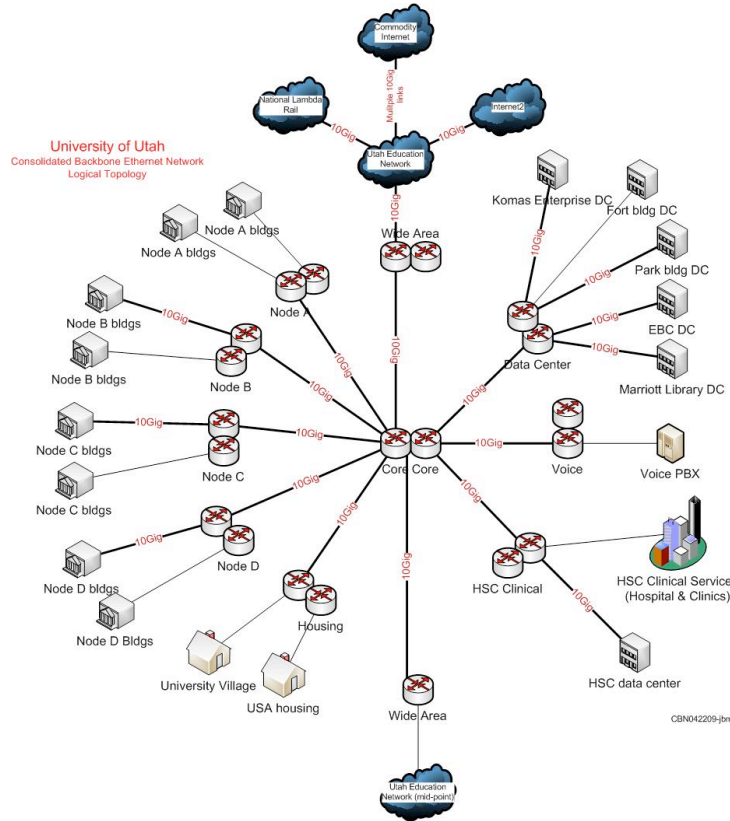 Commodity
Internet
Mulitple 10Gig
links
National Lambda
Rail
Internet2
10Gig
10Gig
Utah Education
Network
University of Utah
Consolidated Backbone Ethernet Network
Logical Topology
10Gig
Wide Area
Komas Enterprise DC
Fort bldg DC
10Gig
10Gig
Park bldg DC
10Gig
EBC DC
10Gig
Marriott Library DC
Data Center
10Gig
Node A bldgs
Node A bldgs
Node A
10Gig
10Gig
Node B bldgs
10Gig
Node B bldgs
Node B
10Gig
Node C bldgs
10Gig
Node C bldgs
Node C
10Gig
Core
Core
10Gig
Voice
Voice PBX
Node D bldgs
10Gig
Node D Bldgs
Node D
10Gig
10Gig
Housing
University Village
USA housing
10Gig
HSC Clinical
HSC Clinical Service
(Hospital & Clinics)
10Gig
HSC data center
10Gig
Wide Area
Utah Education
Network (mid-point)
CBN042209-jbm